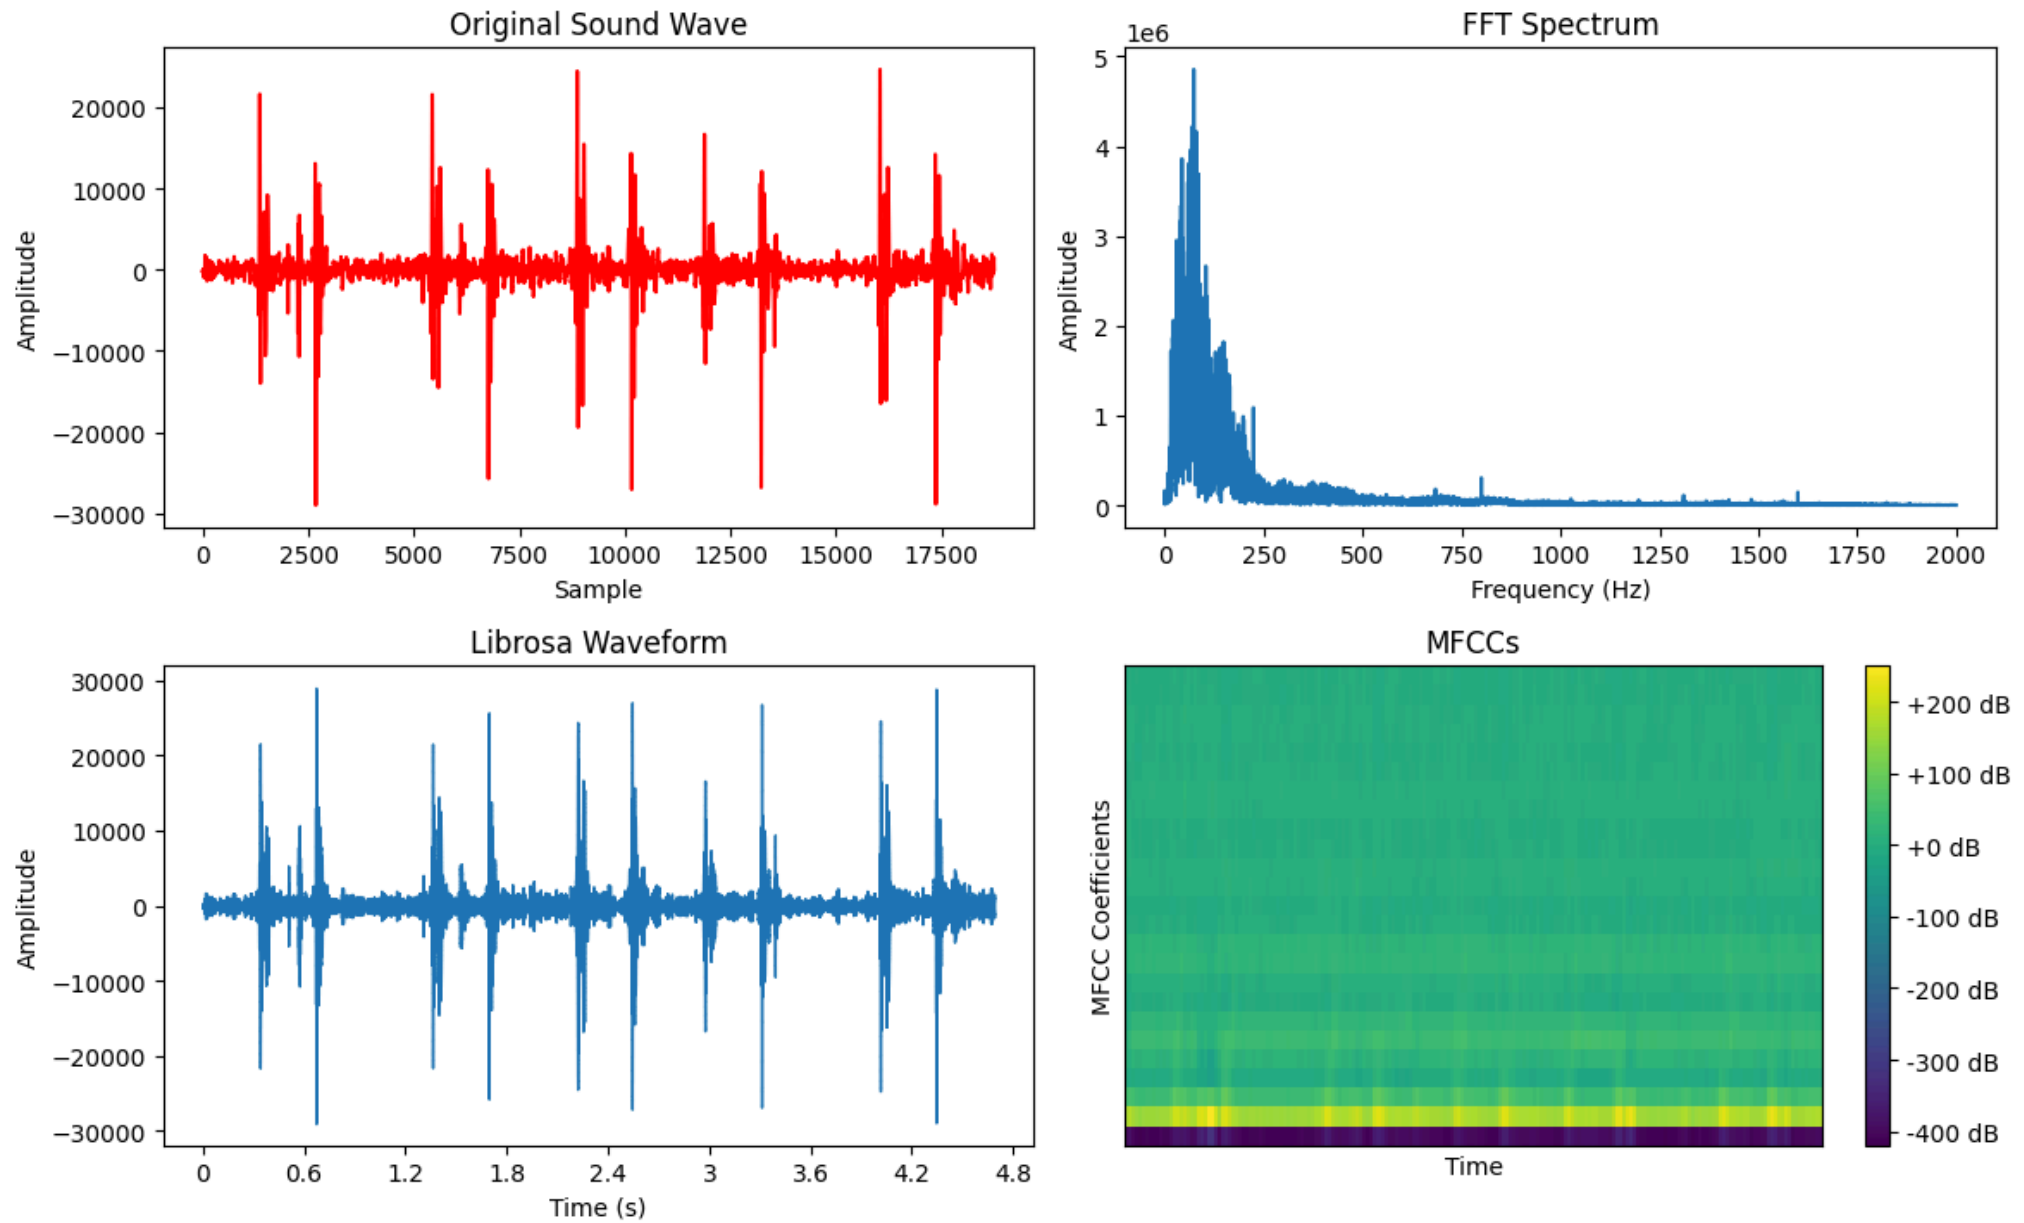 Original Sound Wave
20000
10000
0
−10000
−20000
−30000
Amplitude
0 2500 5000 7500 10000 12500 15000 17500
Sample
FFT Spectrum
1e6
5
4
3
2
1
0
Amplitude
0 250 500 750 1000 1250 1500 1750 2000
Frequency (Hz)
Librosa Waveform
30000
20000
10000
0
−10000
−20000
−30000
Amplitude
0 0.6 1.2 1.8 2.4 3 3.6 4.2 4.8
Time (s)
MFCCs
MFCC Coefficients
Time
+200 dB
+100 dB
+0 dB
-100 dB
-200 dB
-300 dB
-400 dB